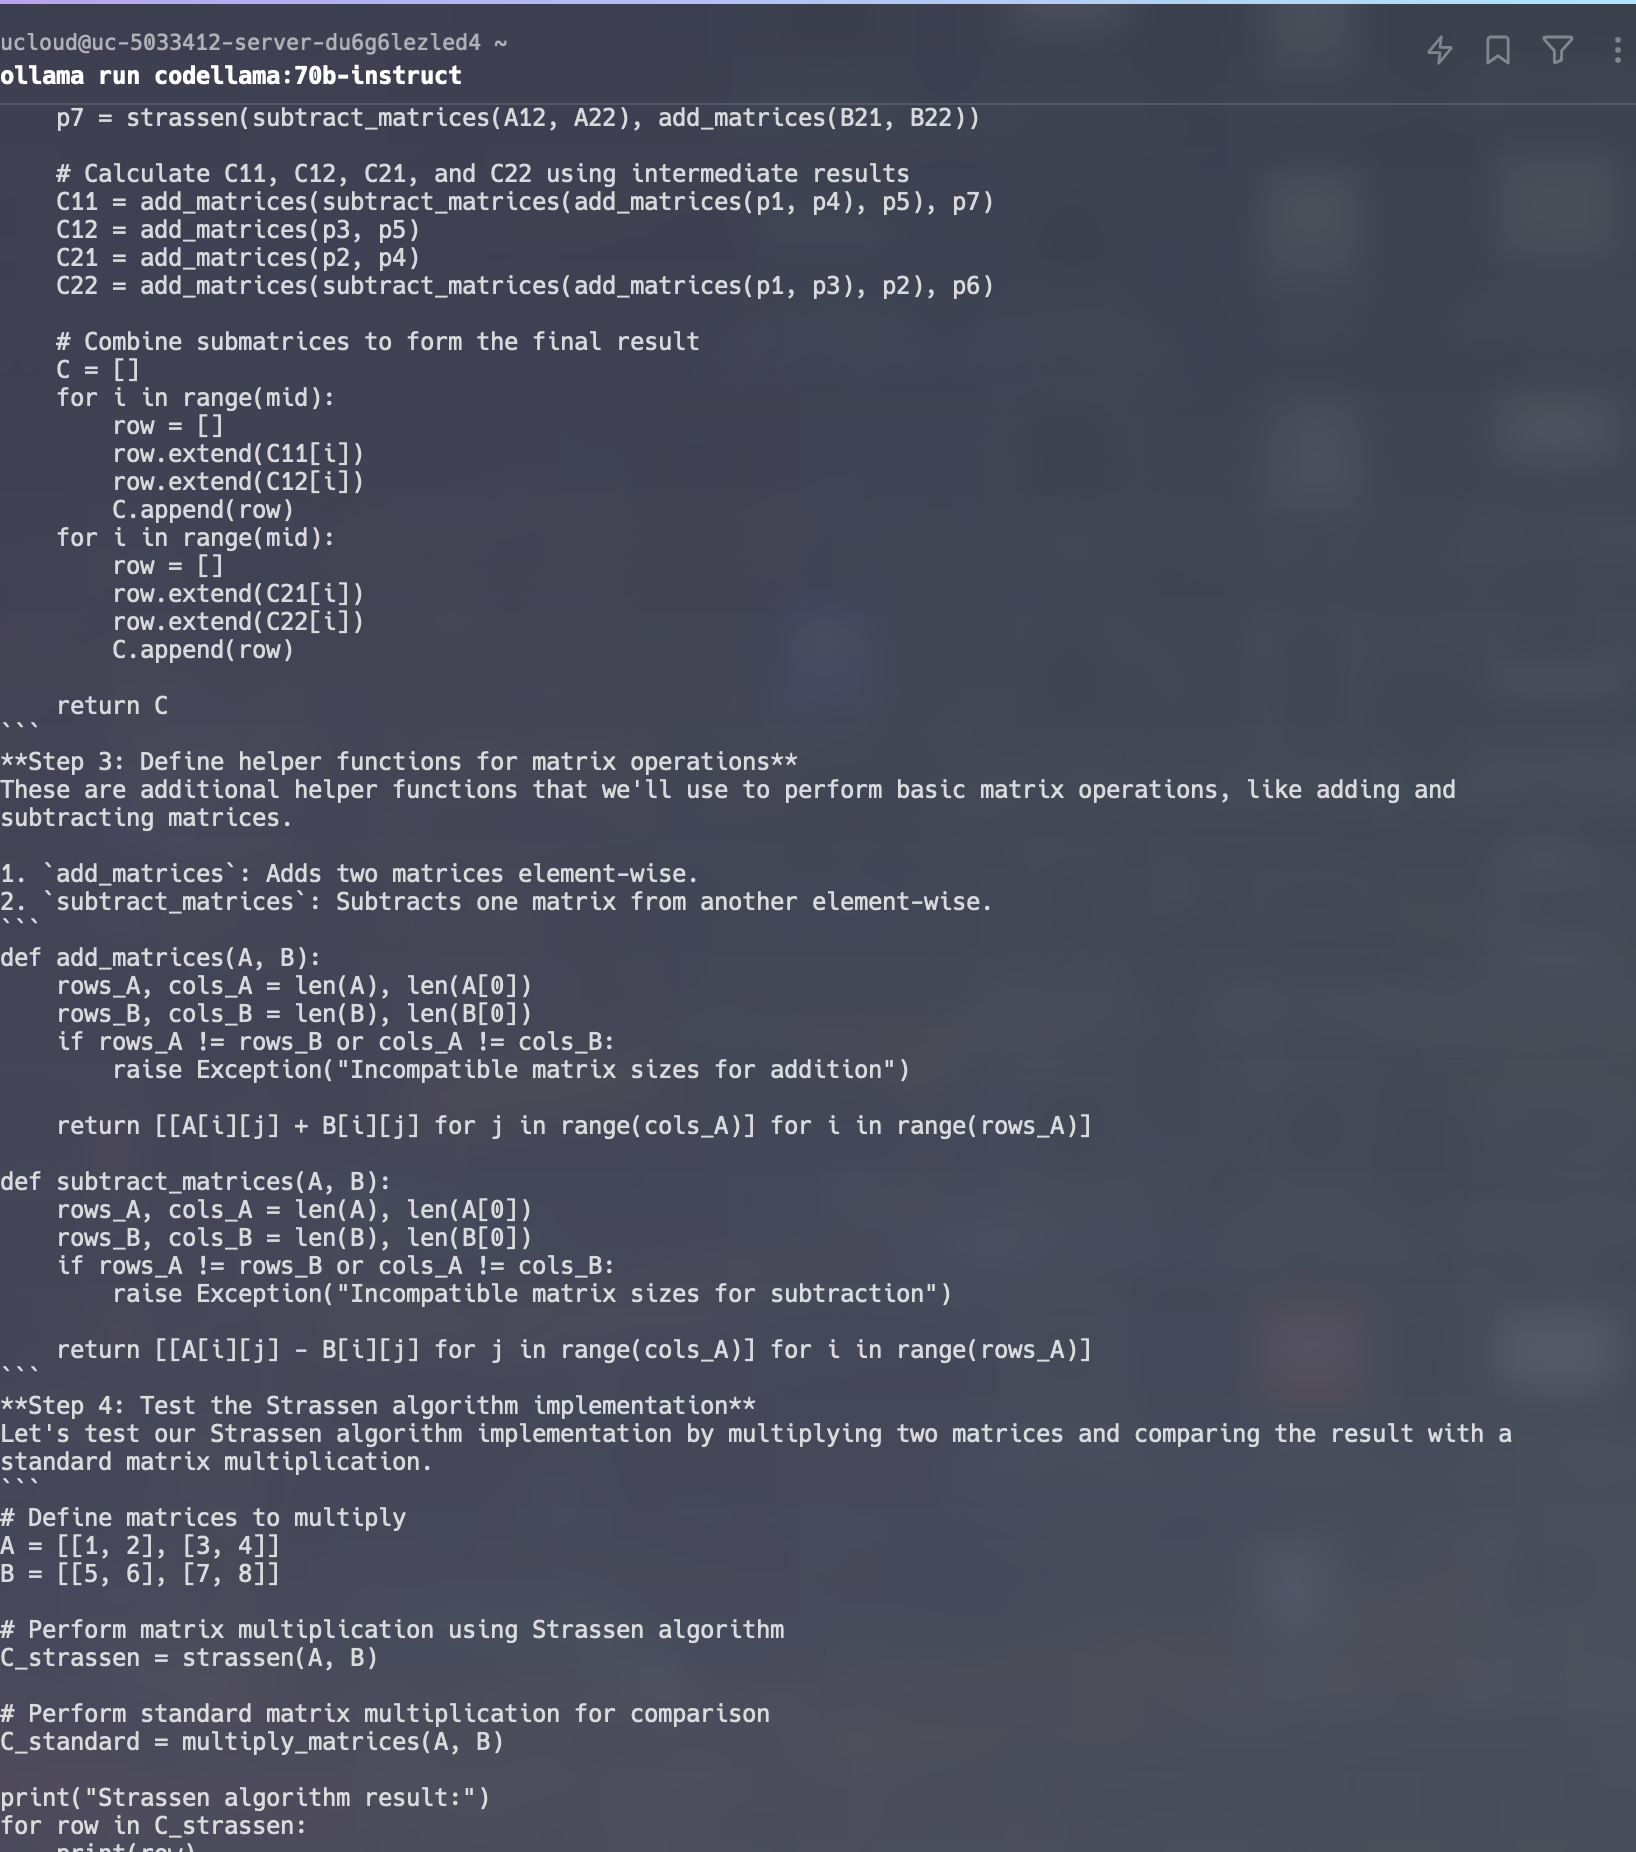 ucloud@uc-5033412-server-du6g6lezled4 ~
ollama run codellama:70b-instruct
    p7 = strassen(subtract_matrices(A12, A22), add_matrices(B21, B22))

    # Calculate C11, C12, C21, and C22 using intermediate results
    C11 = add_matrices(subtract_matrices(add_matrices(p1, p4), p5), p7)
    C12 = add_matrices(p3, p5)
    C21 = add_matrices(p2, p4)
    C22 = add_matrices(subtract_matrices(add_matrices(p1, p3), p2), p6)

    # Combine submatrices to form the final result
    C = []
    for i in range(mid):
        row = []
        row.extend(C11[i])
        row.extend(C12[i])
        C.append(row)
    for i in range(mid):
        row = []
        row.extend(C21[i])
        row.extend(C22[i])
        C.append(row)

    return C
```
**Step 3: Define helper functions for matrix operations**
These are additional helper functions that we'll use to perform basic matrix operations, like adding and
subtracting matrices.

1. `add_matrices`: Adds two matrices element-wise.
2. `subtract_matrices`: Subtracts one matrix from another element-wise.
```
def add_matrices(A, B):
    rows_A, cols_A = len(A), len(A[0])
    rows_B, cols_B = len(B), len(B[0])
    if rows_A != rows_B or cols_A != cols_B:
        raise Exception("Incompatible matrix sizes for addition")

    return [[A[i][j] + B[i][j] for j in range(cols_A)] for i in range(rows_A)]

def subtract_matrices(A, B):
    rows_A, cols_A = len(A), len(A[0])
    rows_B, cols_B = len(B), len(B[0])
    if rows_A != rows_B or cols_A != cols_B:
        raise Exception("Incompatible matrix sizes for subtraction")

    return [[A[i][j] - B[i][j] for j in range(cols_A)] for i in range(rows_A)]
```
**Step 4: Test the Strassen algorithm implementation**
Let's test our Strassen algorithm implementation by multiplying two matrices and comparing the result with a
standard matrix multiplication.
```
# Define matrices to multiply
A = [[1, 2], [3, 4]]
B = [[5, 6], [7, 8]]

# Perform matrix multiplication using Strassen algorithm
C_strassen = strassen(A, B)

# Perform standard matrix multiplication for comparison
C_standard = multiply_matrices(A, B)

print("Strassen algorithm result:")
for row in C_strassen:
    print(row)